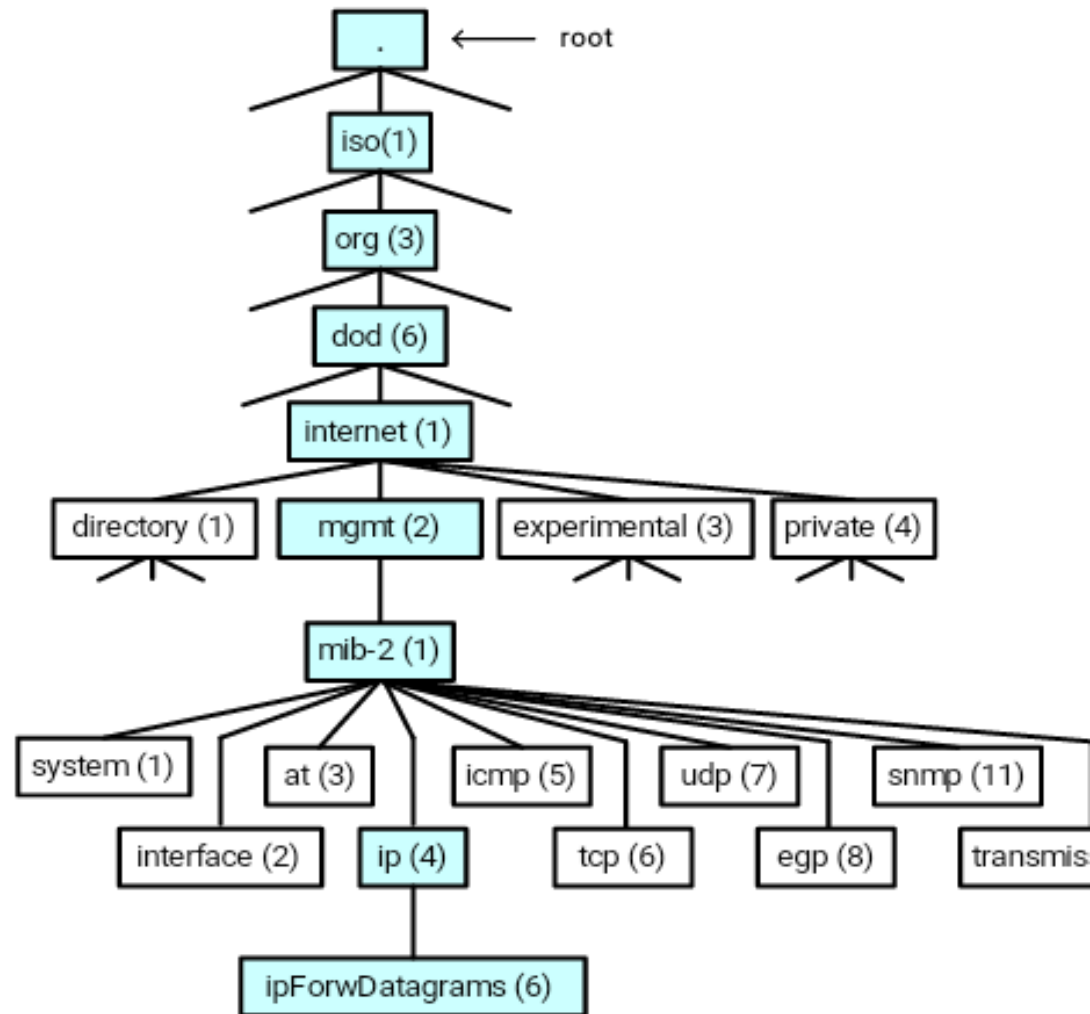 . root
iso(1)
org (3)
dod (6)
internet (1)
directory (1) mgmt (2) experimental (3) private (4)
mib-2 (1)
system (1) at (3) icmp (5) udp (7) snmp (11)
interface (2) ip (4) tcp (6) egp (8) transmis
ipForwDatagrams (6)